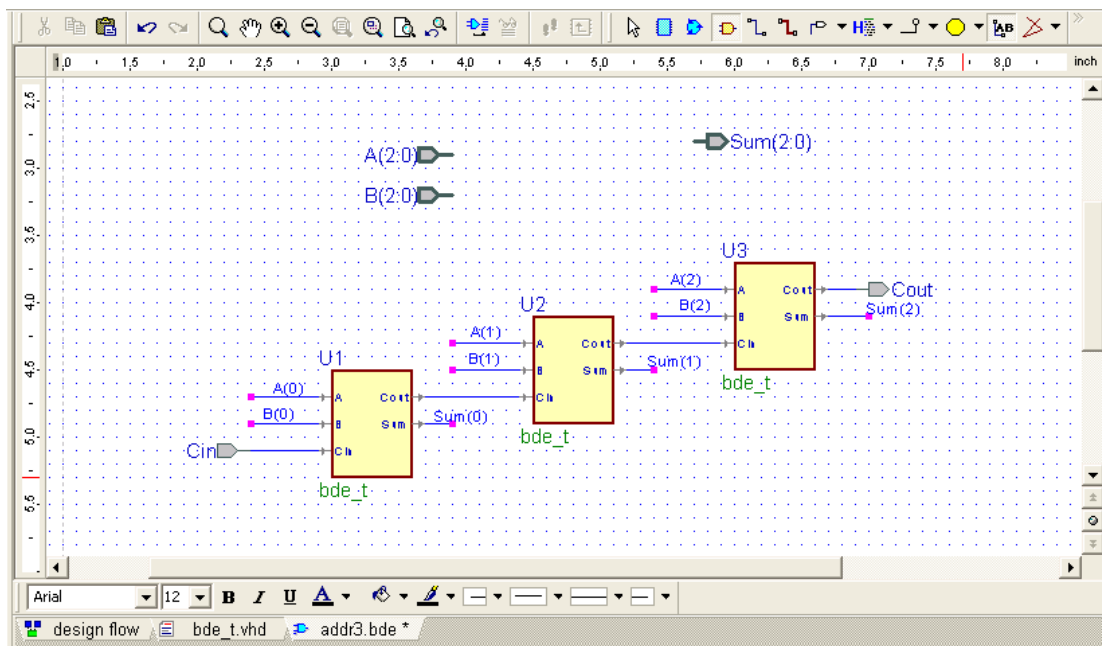 H
AB
1,0 1,5 2,0 2,5 3,0 3,5 4,0 4,5 5,0 5,5 6,0 6,5 7,0 7,5 8,0 inch
2,5
3,0
3,5
4,0
4,5
5,0
5,5
A(2:0)
Sum(2:0)
B(2:0)
U3
A(2)
A Cout
Cout
B(2)
B Sum
Sum(2)
Cin
bde_t
U2
A(1)
A Cout
B(1)
B Sum
Sum(1)
Cin
bde_t
U1
A(0)
A Cout
B(0)
B Sum
Sum(0)
Cin
Cin
bde_t
Arial 12 B I U A
design flow bde_t.vhd addr3.bde *